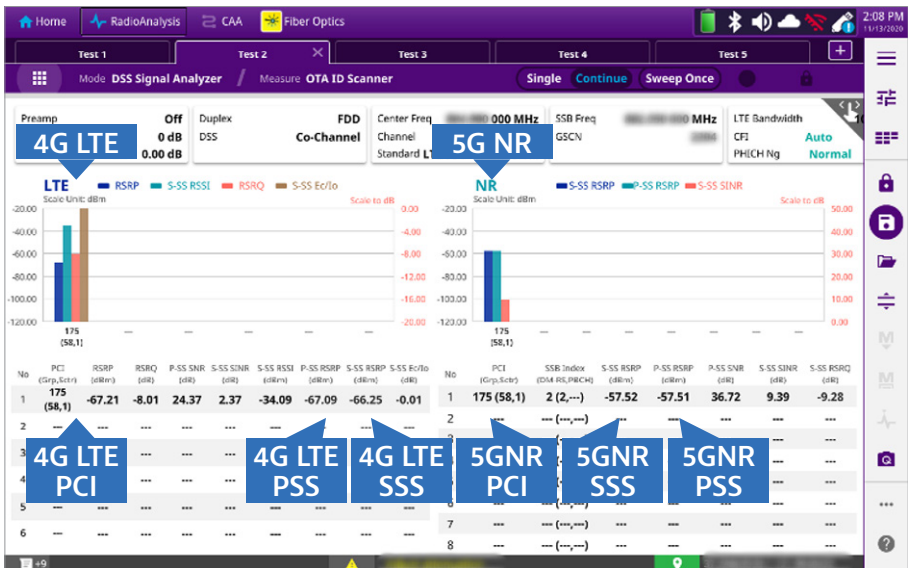 Home RadioAnalysis CAA Fiber Optics 2:08 PM
11/13/2020
Test 1 Test 2 × Test 3 Test 4 Test 5 +
Mode DSS Signal Analyzer / Measure OTA ID Scanner Single Continue Sweep Once
Preamp Off Duplex FDD Center Freq 000 MHz SSB Freq MHz LTE Bandwidth
0 dB DSS Co-Channel Channel GSCN CFI Auto
0.00 dB Standard PHICH Ng Normal
4G LTE 5G NR
LTE RSRP S-SS RSSI RSRQ S-SS Ec/Io NR S-SS RSRP P-SS RSRP S-SS SINR
Scale Unit: dBm Scale to dB Scale Unit: dBm Scale to dB
-20.00 0.00 -20.00 50.00
-40.00 -4.00 -40.00 40.00
-60.00 -8.00 -60.00 30.00
-80.00 -12.00 -80.00 20.00
-100.00 -16.00 -100.00 10.00
-120.00 -20.00 -120.00 0.00
175 --- --- --- --- --- 175 --- --- --- --- --- --- ---
(58,1) (58,1)
No PCI RSRP RSRQ P-SS SNR S-SS SINR S-SS RSSI P-SS RSRP S-SS RSRP S-SS Ec/Io No PCI SSB Index S-SS RSRP P-SS RSRP P-SS SNR S-SS SINR S-SS RSRQ
(Grp,Sctr) (dBm) (dB) (dB) (dB) (dBm) (dBm) (dBm) (dB) (Grp,Sctr) (DM-RS,PBCH) (dBm) (dBm) (dB) (dB) (dB)
1 175 (58,1) -67.21 -8.01 24.37 2.37 -34.09 -67.09 -66.25 -0.01 1 175 (58,1) 2 (2,---) -57.52 -57.51 36.72 9.39 -9.28
2 --- --- --- --- --- --- --- --- --- 2 --- --- (---,---) --- --- --- --- ---
3 --- --- --- ---
4G LTE PCI 4G LTE PSS 4G LTE SSS 5GNR PCI 5GNR SSS 5GNR PSS
4 --- --- --- ---
5 --- --- --- --- --- --- --- --- ---
6 --- --- --- --- --- --- --- --- --- 7 --- --- (---,---) --- --- --- --- ---
8 --- --- (---,---) --- --- --- --- ---
+9